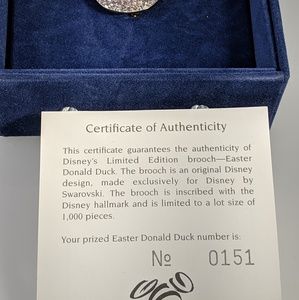 Certificate of Authenticity
This certificate guarantees the authenticity of
Disney's Limited Edition brooch—Easter
Donald Duck. The brooch is an original Disney
design, made exclusively for Disney by
Swarovski. The brooch is inscribed with the
Disney hallmark and is limited to a lot size of
1,000 pieces.
Your prized Easter Donald Duck number is:
No 0151